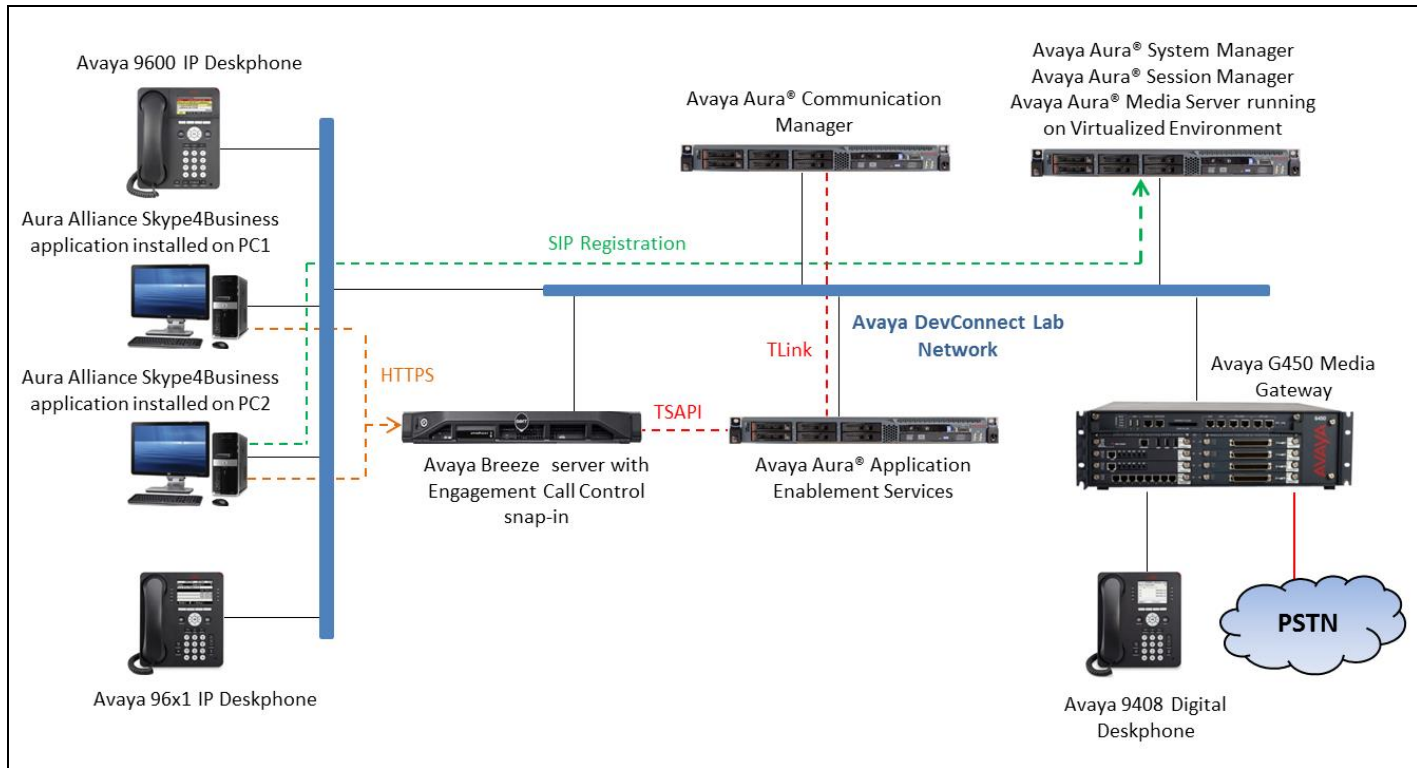 Avaya 9600 IP Deskphone
Aura Alliance Skype4Business
application installed on PC1
Aura Alliance Skype4Business
application installed on PC2
Avaya 96x1 IP Deskphone
SIP Registration
HTTPS
Avaya Aura® Communication
Manager
Avaya Aura® System Manager
Avaya Aura® Session Manager
Avaya Aura® Media Server running
on Virtualized Environment
Avaya DevConnect Lab
Network
TLink
TSAPI
Avaya Breeze server with
Engagement Call Control
snap-in
Avaya Aura® Application
Enablement Services
Avaya G450 Media
Gateway
AVAYA
Avaya 9408 Digital
Deskphone
PSTN